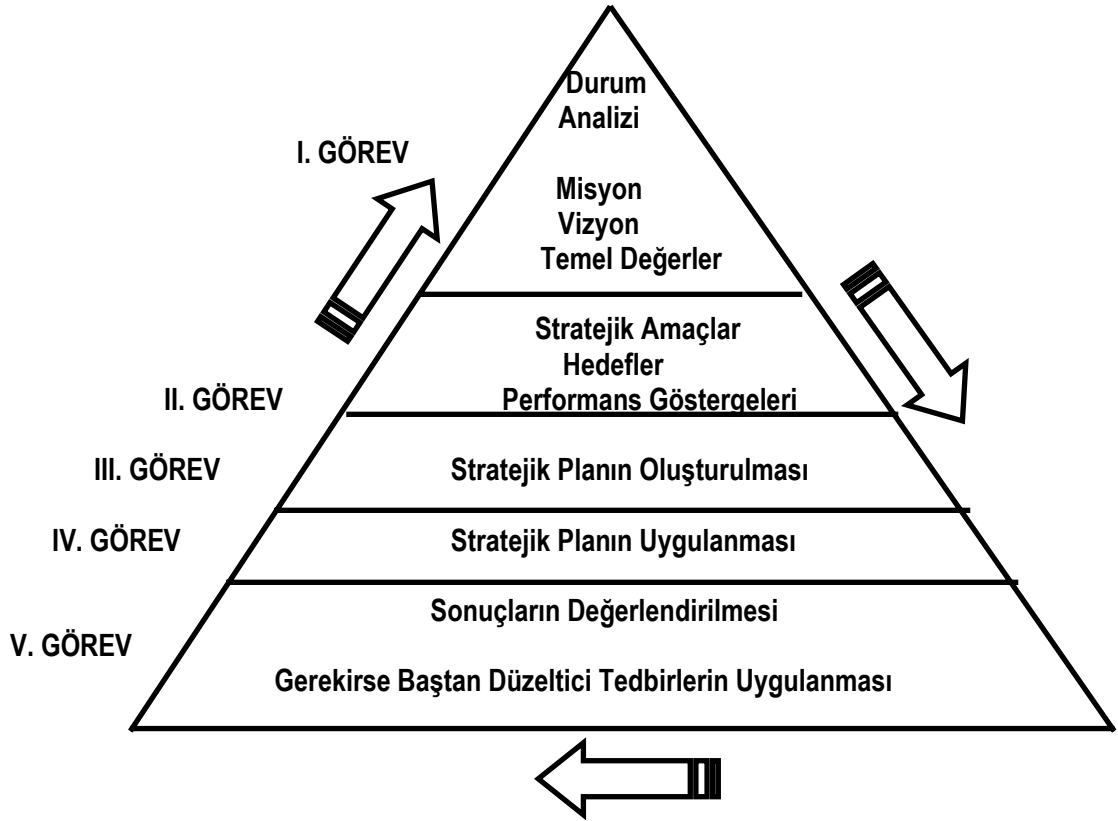 Durum
Analizi
I. GÖREV
Misyon
Vizyon
Temel Değerler
Stratejik Amaçlar
Hedefler
II. GÖREV
Performans Göstergeleri
III. GÖREV
Stratejik Planın Oluşturulması
IV. GÖREV
Stratejik Planın Uygulanması
Sonuçların Değerlendirilmesi
V. GÖREV
Gerekirse Baştan Düzeltici Tedbirlerin Uygulanması